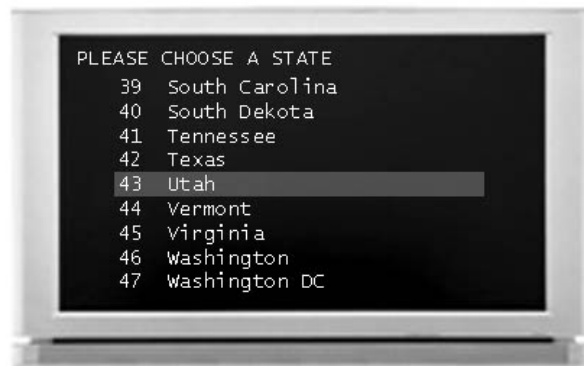 PLEASE CHOOSE A STATE
39 South Carolina
40 South Dekota
41 Tennessee
42 Texas
43 Utah
44 Vermont
45 Virginia
46 Washington
47 Washington DC